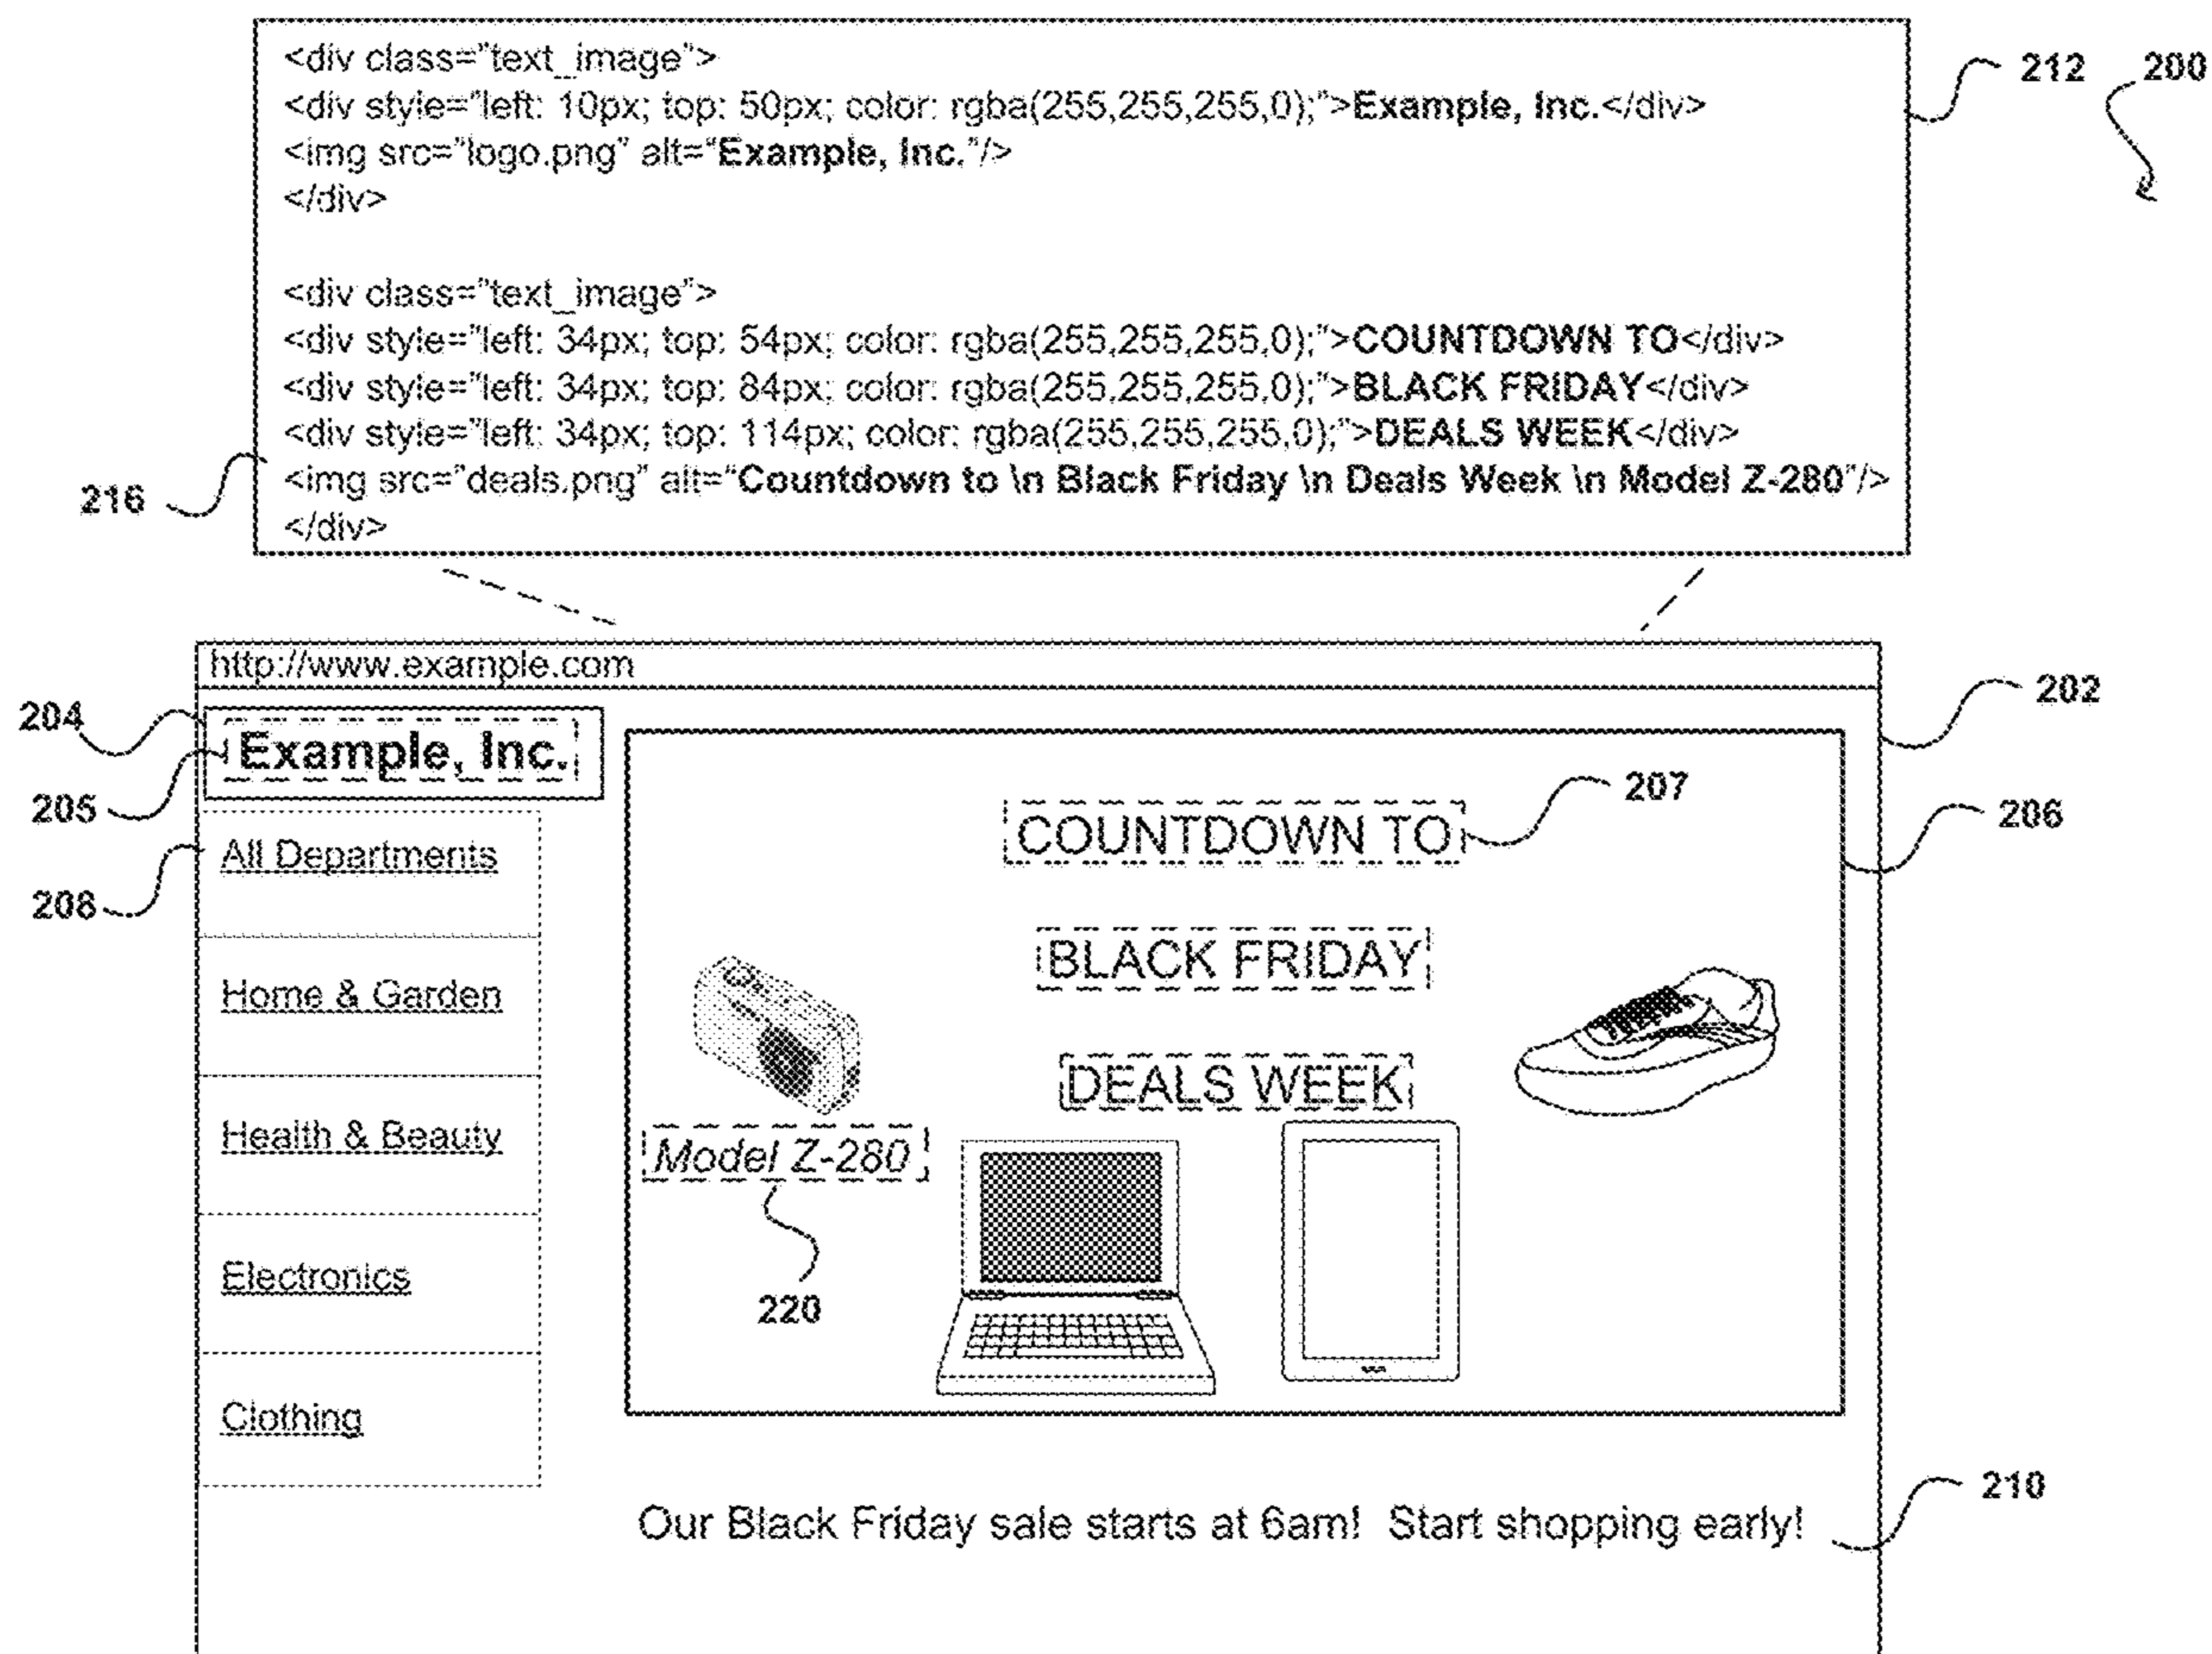 <div class="text_image">
<div style="left: 10px; top: 50px; color: rgba(255,255,255,0);">Example, Inc.</div>
<img src="logo.png" alt="Example, Inc."/>
</div>
<div class="text_image">
<div style="left: 34px; top: 54px; color: rgba(255,255,255,0);">COUNTDOWN TO</div>
<div style="left: 34px; top: 84px; color: rgba(255,255,255,0);">BLACK FRIDAY</div>
<div style="left: 34px; top: 114px; color: rgba(255,255,255,0);">DEALS WEEK</div>
<img src="deals.png" alt="Countdown to \n Black Friday \n Deals Week \n Model Z-280"/>
</div>
212
200
216
http://www.example.com
202
204
Example, Inc.
205
207
206
COUNTDOWN TO
All Departments
208
BLACK FRIDAY
Home & Garden
DEALS WEEK
Health & Beauty
Model Z-280
Electronics
220
Clothing
210
Our Black Friday sale starts at 6am! Start shopping early!